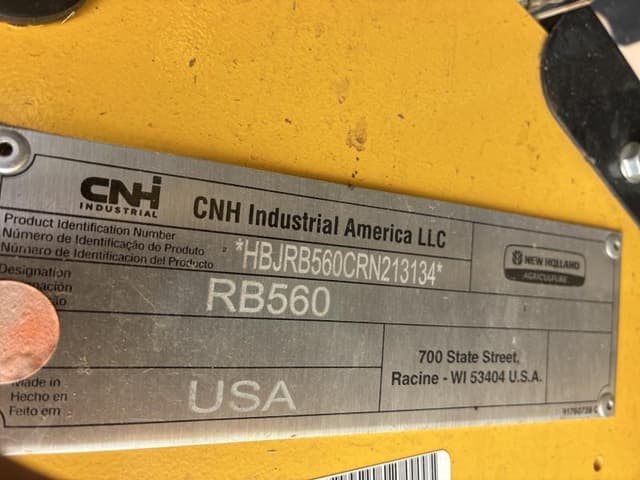 CNH
INDUSTRIAL
CNH Industrial America LLC
Product Identification Number
Número de Identificação do Produto
Número de Identificacion del Producto
*HBJRB560CRN213134*
NEW HOLLAND
AGRICULTURE
Designation
RB560
Made in
Hecho en
Feito em
USA
700 State Street,
Racine - WI 53404 U.S.A.